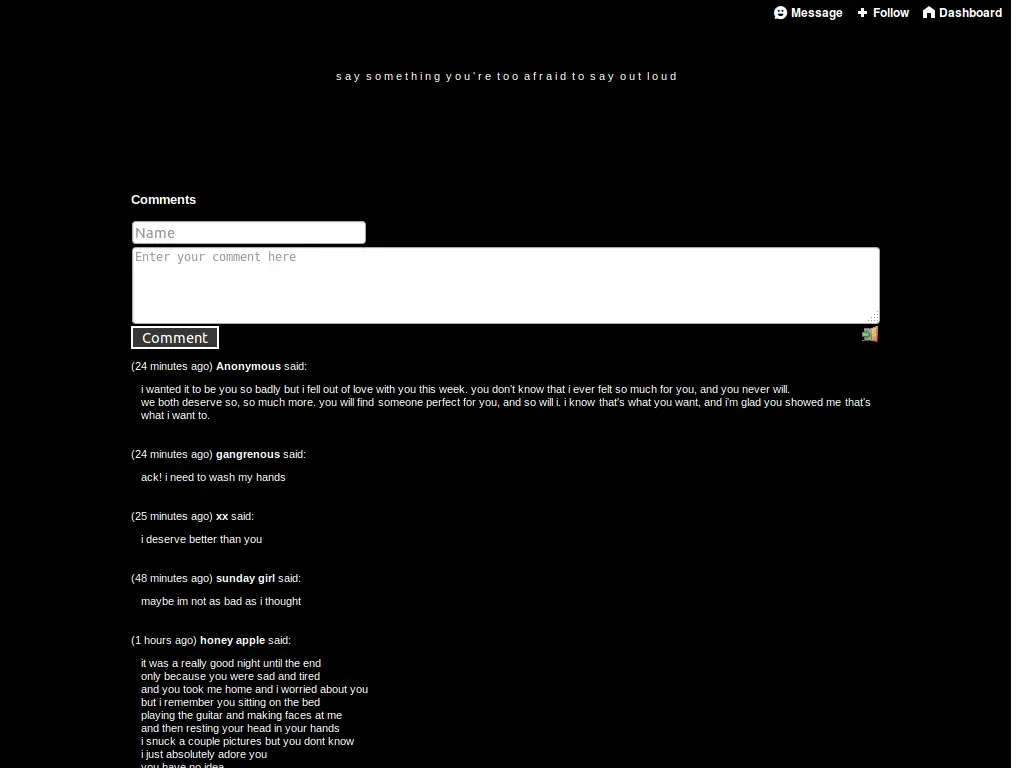 Message Follow Dashboard
say something you're too afraid to say out loud
Comments
Name
Enter your comment here
Comment
(24 minutes ago) Anonymous said:
i wanted it to be you so badly but i fell out of love with you this week. you don't know that i ever felt so much for you, and you never will.
we both deserve so, so much more. you will find someone perfect for you, and so will i. i know that's what you want, and i'm glad you showed me that's
what i want to.
(24 minutes ago) gangrenous said:
ack! i need to wash my hands
(25 minutes ago) xx said:
i deserve better than you
(48 minutes ago) sunday girl said:
maybe im not as bad as i thought
(1 hours ago) honey apple said:
it was a really good night until the end
only because you were sad and tired
and you took me home and i worried about you
but i remember you sitting on the bed
playing the guitar and making faces at me
and then resting your head in your hands
i snuck a couple pictures but you dont know
i just absolutely adore you
you have no idea